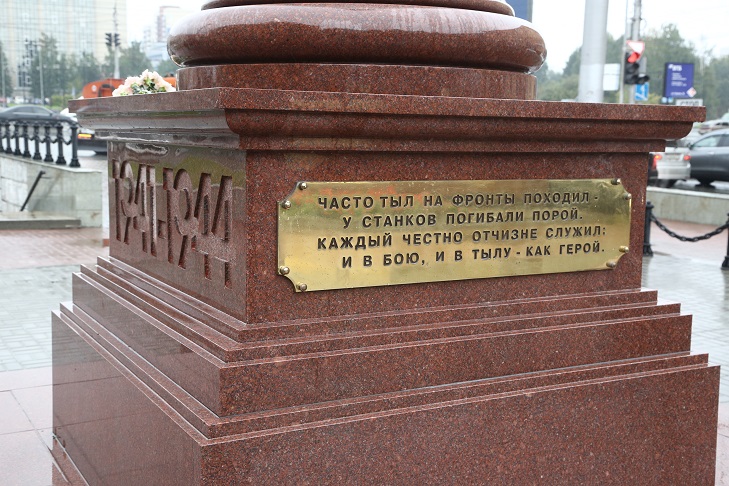 1941-1944
ЧАСТО ТЫЛ НА ФРОНТЫ ПОХОДИЛ -
У СТАНКОВ ПОГИБАЛИ ПОРОЙ.
КАЖДЫЙ ЧЕСТНО ОТЧИЗНЕ СЛУЖИЛ:
И В БОЮ, И В ТЫЛУ - КАК ГЕРОЙ.